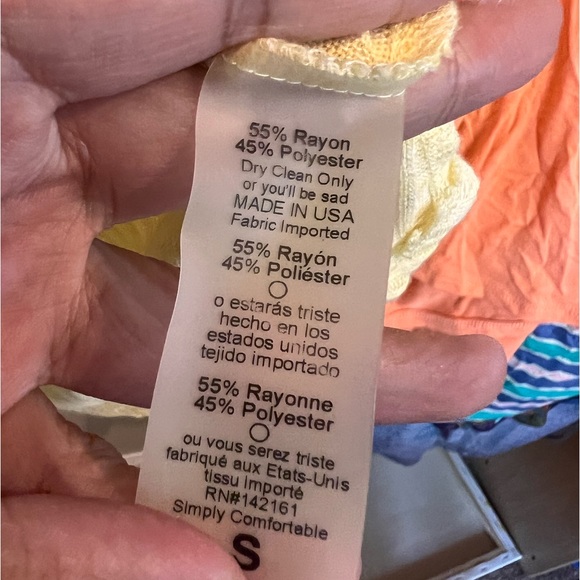 55% Rayon
45% Polyester
Dry Clean Only
or you'll be sad
MADE IN USA
Fabric Imported
55% Rayón
45% Poliéster
o estarás triste
hecho en los
estados unidos
tejido importado
55% Rayonne
45% Polyester
ou vous serez triste
fabriqué aux Etats-Unis
tissu importé
RN#142161
Simply Comfortable
S